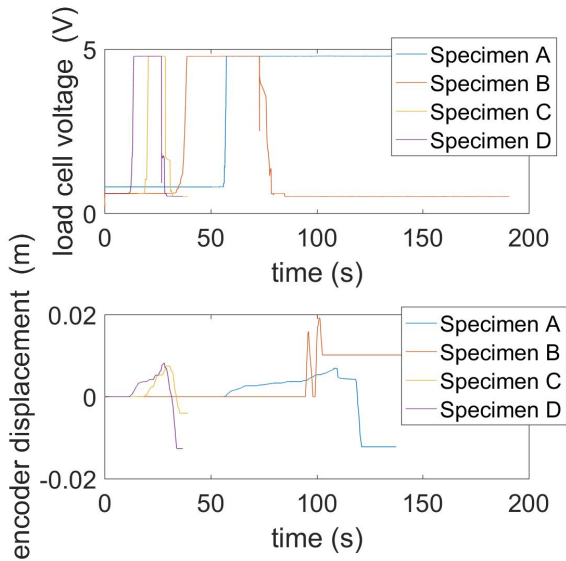 load cell voltage (V)
5
0
0
50
100
150
200
time (s)
Specimen A
Specimen B
Specimen C
Specimen D
encoder displacement (m)
0.02
0
-0.02
0
50
100
150
200
time (s)
Specimen A
Specimen B
Specimen C
Specimen D